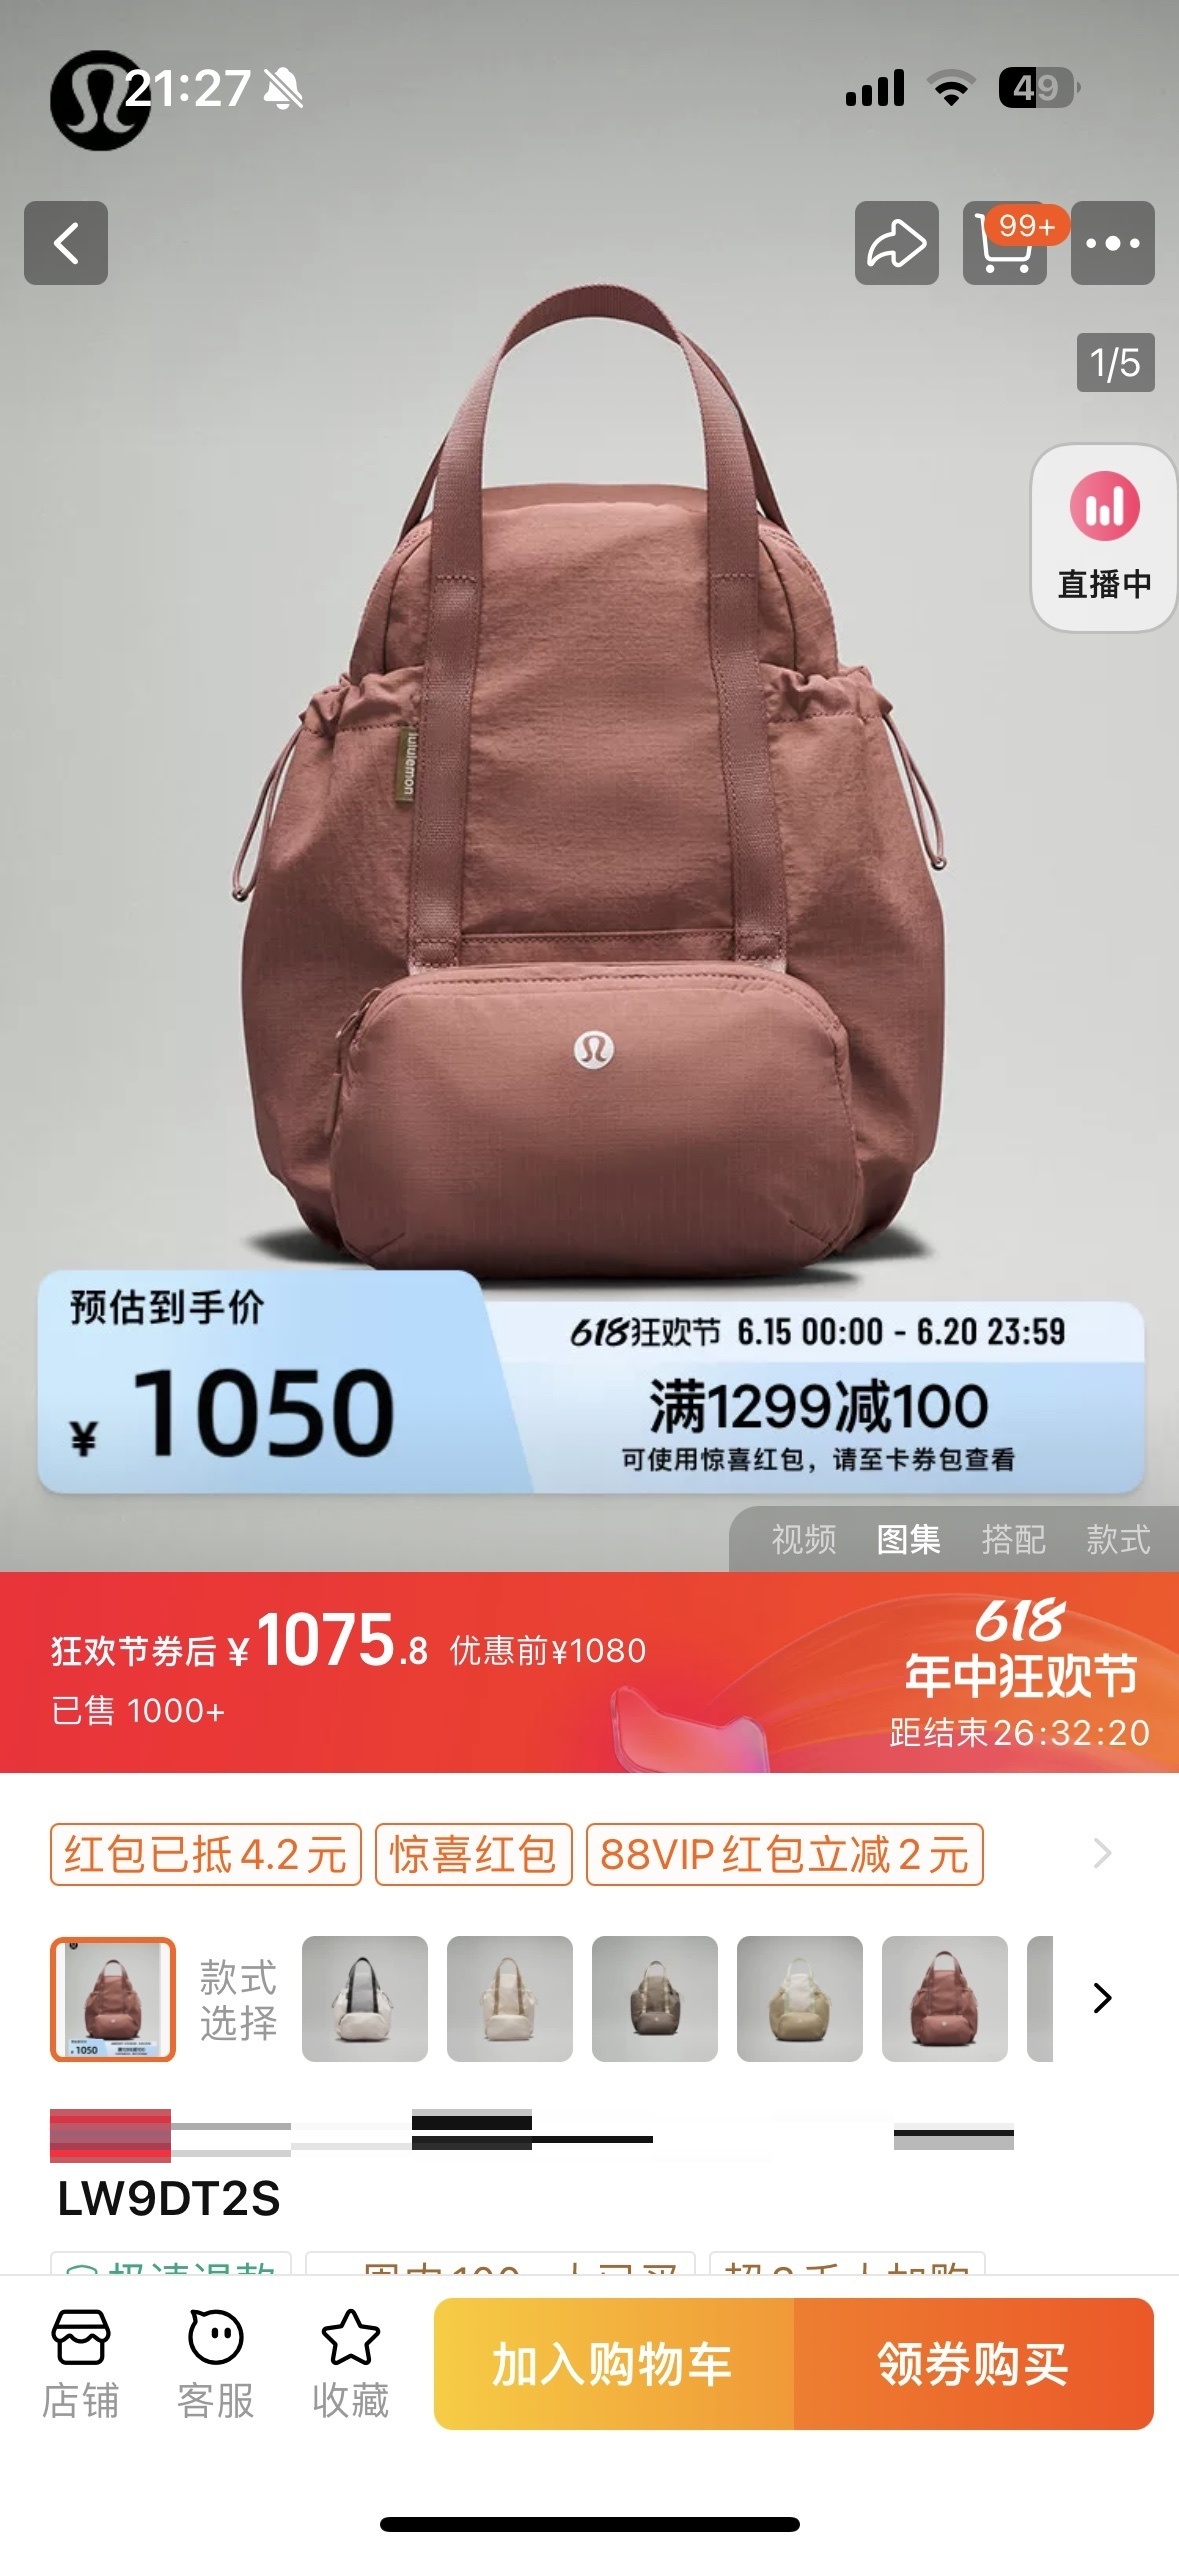 21:27
49
99+
1/5
直播中
lululemon
预估到手价
¥ 1050
618狂欢节 6.15 00:00 - 6.20 23:59
满1299减100
可使用惊喜红包，请至卡券包查看
视频 图集 搭配 款式
狂欢节券后 ¥1075.8 优惠前¥1080
已售 1000+
618
年中狂欢节
距结束26:32:20
红包已抵4.2元 惊喜红包 88VIP红包立减2元
款式
选择
LW9DT2S
店铺 客服 收藏 加入购物车 领券购买